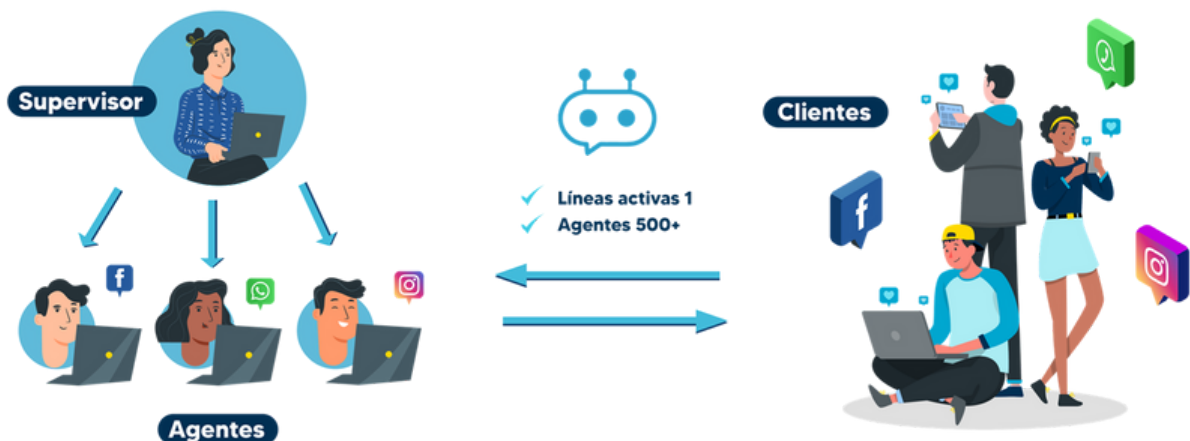 Supervisor
Líneas activas 1
Agentes 500+
Clientes
Agentes